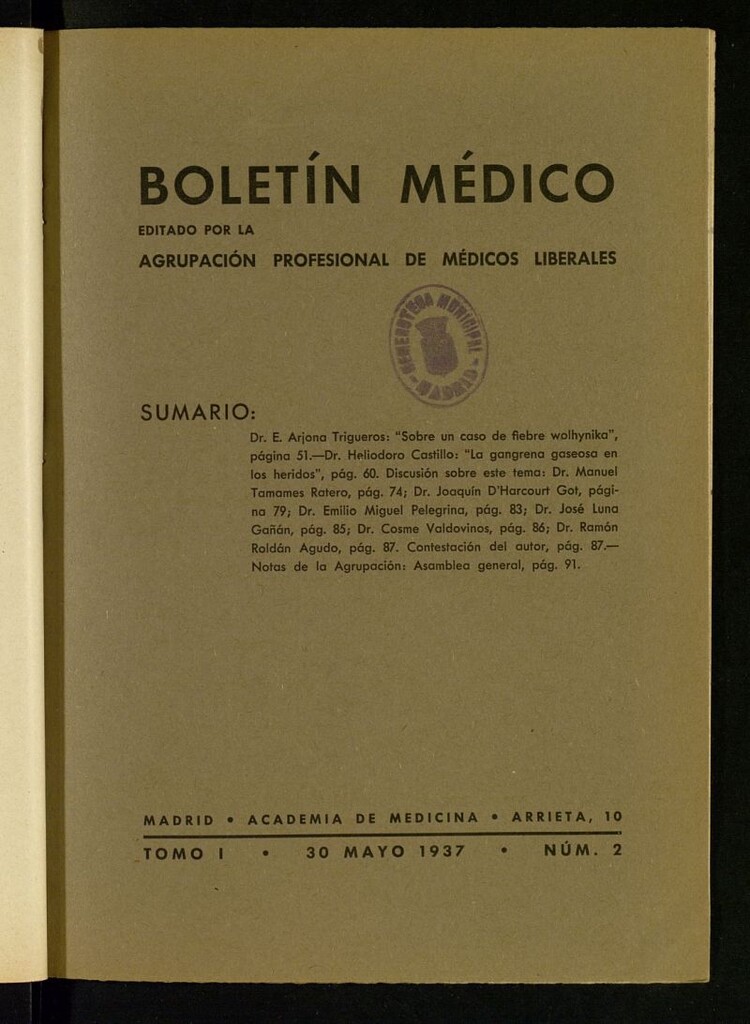 BOLETÍN MÉDICO
EDITADO POR LA
AGRUPACIÓN PROFESIONAL DE MÉDICOS LIBERALES
HEMEROTECA MUNICIPAL
MADRID
SUMARIO:
Dr. E. Arjona Trigueros: "Sobre un caso de fiebre wolhynika",
página 51.—Dr. Heliodoro Castillo: "La gangrena gaseosa en
los heridos", pág. 60. Discusión sobre este tema: Dr. Manuel
Tamames Ratero, pág. 74; Dr. Joaquín D'Harcourt Got, pági-
na 79; Dr. Emilio Miguel Pelegrina, pág. 83; Dr. José Luna
Gañán, pág. 85; Dr. Cosme Valdovinos, pág. 86; Dr. Ramón
Roldán Agudo, pág. 87. Contestación del autor, pág. 87.—
Notas de la Agrupación: Asamblea general, pág. 91.
MADRID • ACADEMIA DE MEDICINA • ARRIETA, 10
TOMO I • 30 MAYO 1937 • NÚM. 2